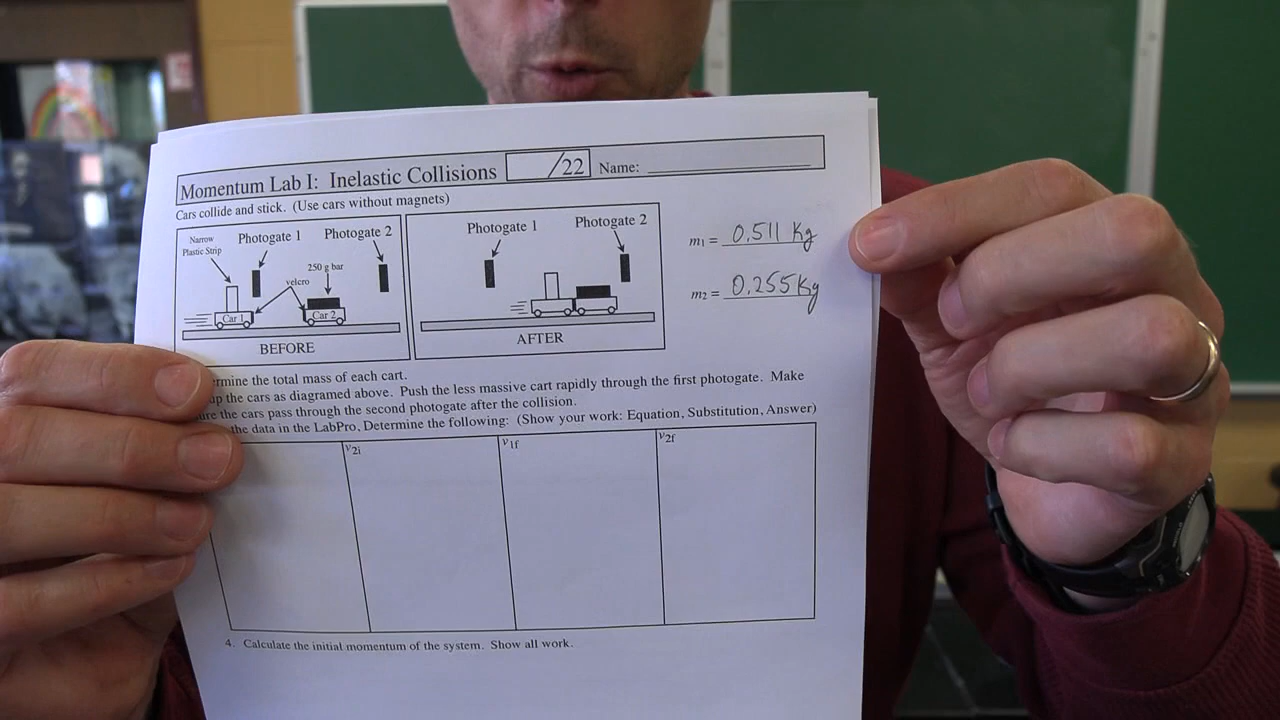 Momentum Lab I: Inelastic Collisions /22 Name:
Cars collide and stick. (Use cars without magnets)
Narrow
Plastic Strip
Photogate 1
Photogate 2
velcro
250 g bar
Car 1
Car 2
BEFORE
Photogate 1
Photogate 2
AFTER
m1 = 0.511 Kg
m2 = 0.255 Kg
rmine the total mass of each cart.
up the cars as diagramed above. Push the less massive cart rapidly through the first photogate. Make
ure the cars pass through the second photogate after the collision.
the data in the LabPro, Determine the following: (Show your work: Equation, Substitution, Answer)
v2i
v1f
v2f
4. Calculate the initial momentum of the system. Show all work.